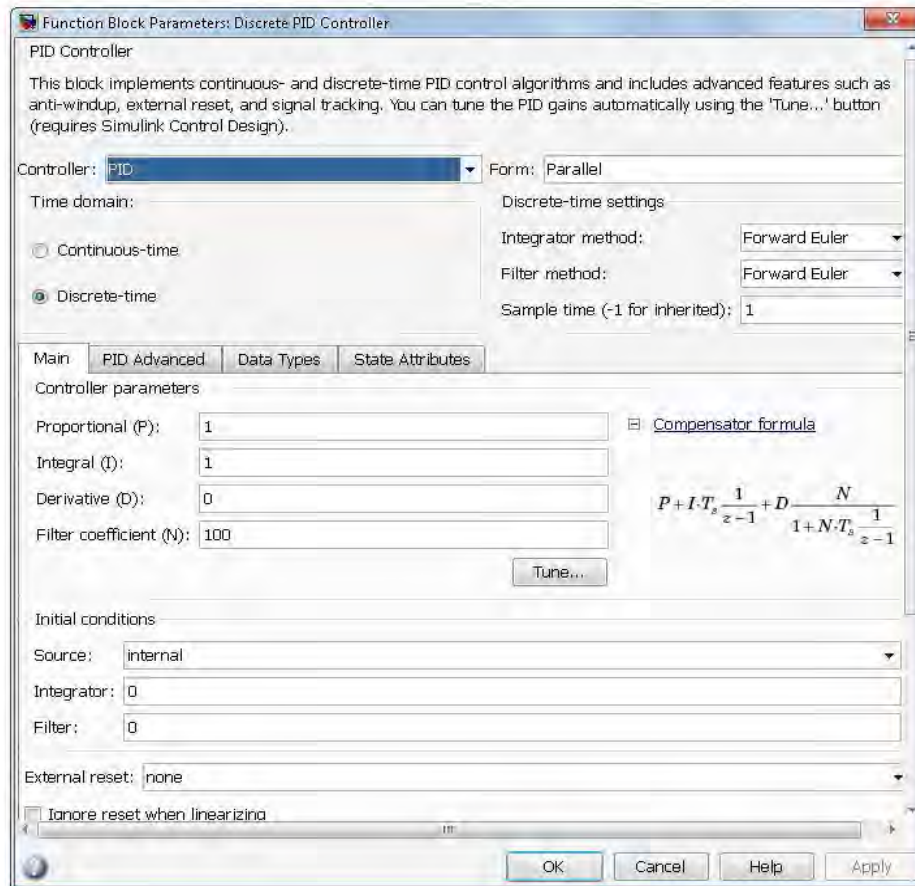 Function Block Parameters: Discrete PID Controller
PID Controller
This block implements continuous- and discrete-time PID control algorithms and includes advanced features such as
anti-windup, external reset, and signal tracking. You can tune the PID gains automatically using the 'Tune...' button
(requires Simulink Control Design).
Controller: PID Form: Parallel
Time domain: Discrete-time settings
Continuous-time Integrator method: Forward Euler
Filter method: Forward Euler
Discrete-time Sample time (-1 for inherited): 1
Main PID Advanced Data Types State Attributes
Controller parameters
Proportional (P): 1 Compensator formula
Integral (I): 1
Derivative (D): 0 P+I·Ts 1/(z−1) +D N/(1+N·Ts 1/(z−1))
Filter coefficient (N): 100
Tune...
Initial conditions
Source: internal
Integrator: 0
Filter: 0
External reset: none
Ignore reset when linearizing
OK Cancel Help Apply